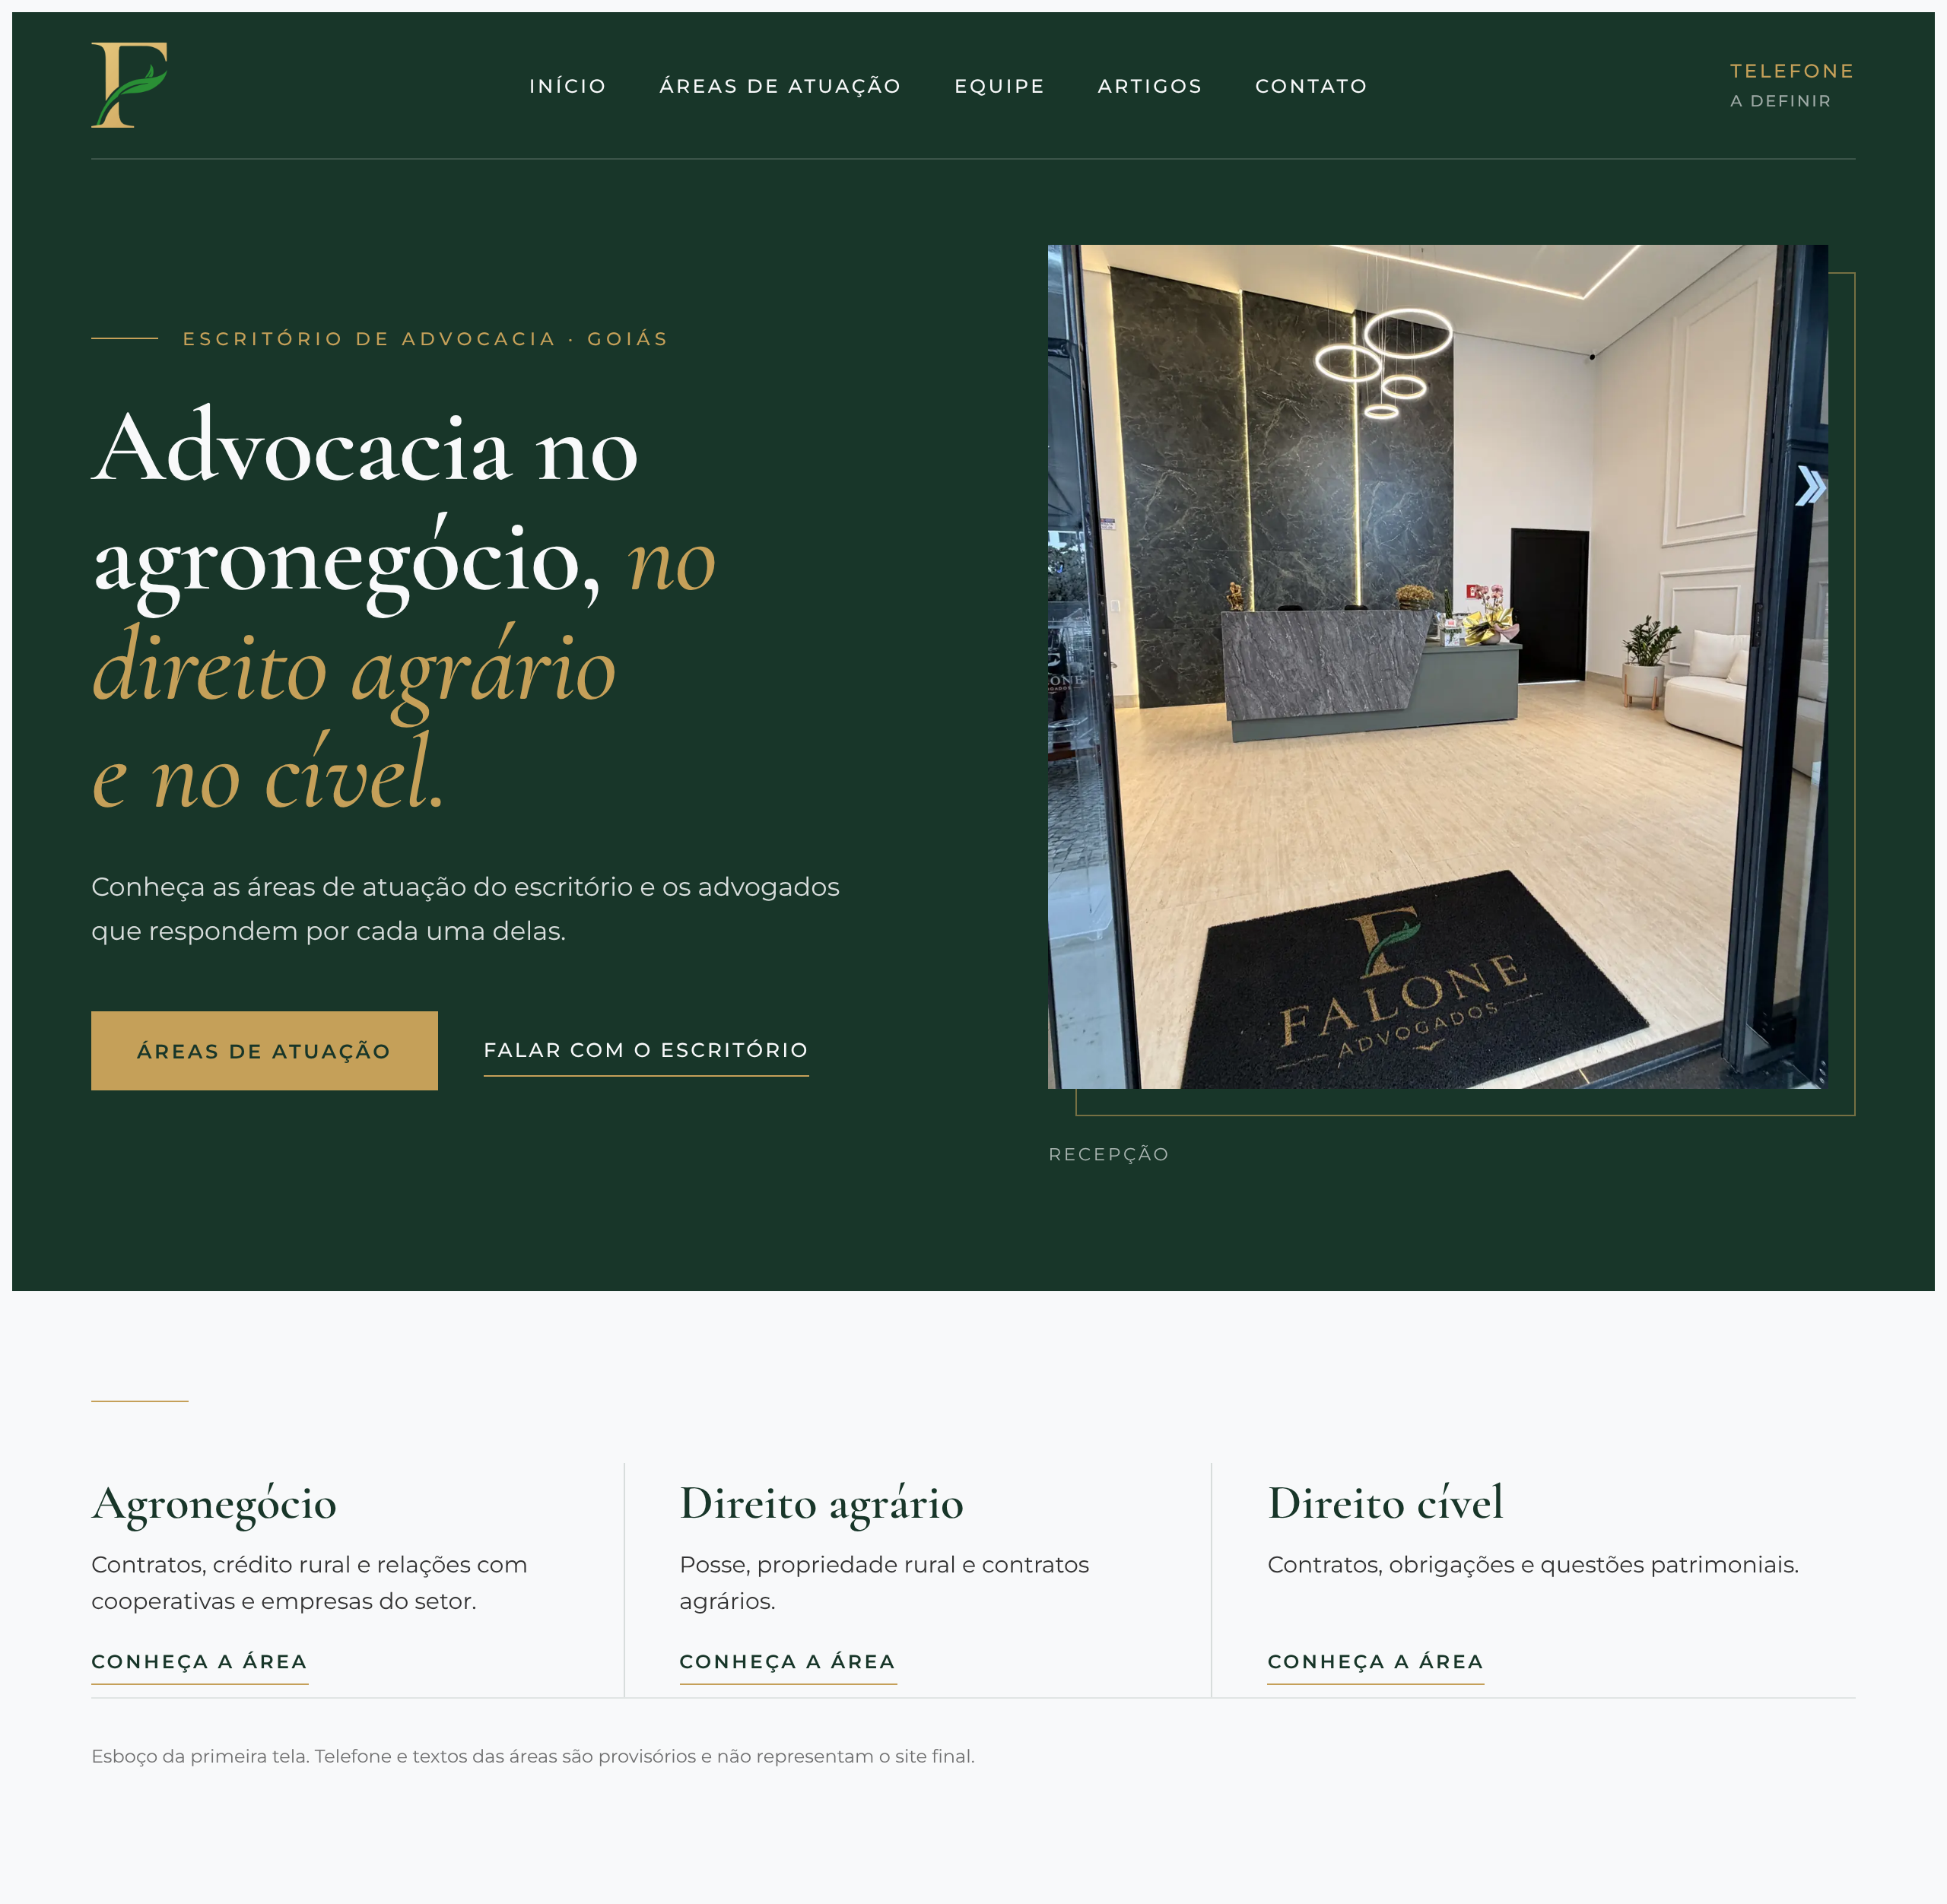 F
INÍCIO
ÁREAS DE ATUAÇÃO
EQUIPE
ARTIGOS
CONTATO
TELEFONE
A DEFINIR
ESCRITÓRIO DE ADVOCACIA · GOIÁS
Advocacia no
agronegócio, no
direito agrário
e no cível.
Conheça as áreas de atuação do escritório e os advogados
que respondem por cada uma delas.
ÁREAS DE ATUAÇÃO
FALAR COM O ESCRITÓRIO
F
FALONE
ADVOGADOS
RECEPÇÃO
Agronegócio
Contratos, crédito rural e relações com
cooperativas e empresas do setor.
CONHEÇA A ÁREA
Direito agrário
Posse, propriedade rural e contratos
agrários.
CONHEÇA A ÁREA
Direito cível
Contratos, obrigações e questões patrimoniais.
CONHEÇA A ÁREA
Esboço da primeira tela. Telefone e textos das áreas são provisórios e não representam o site final.